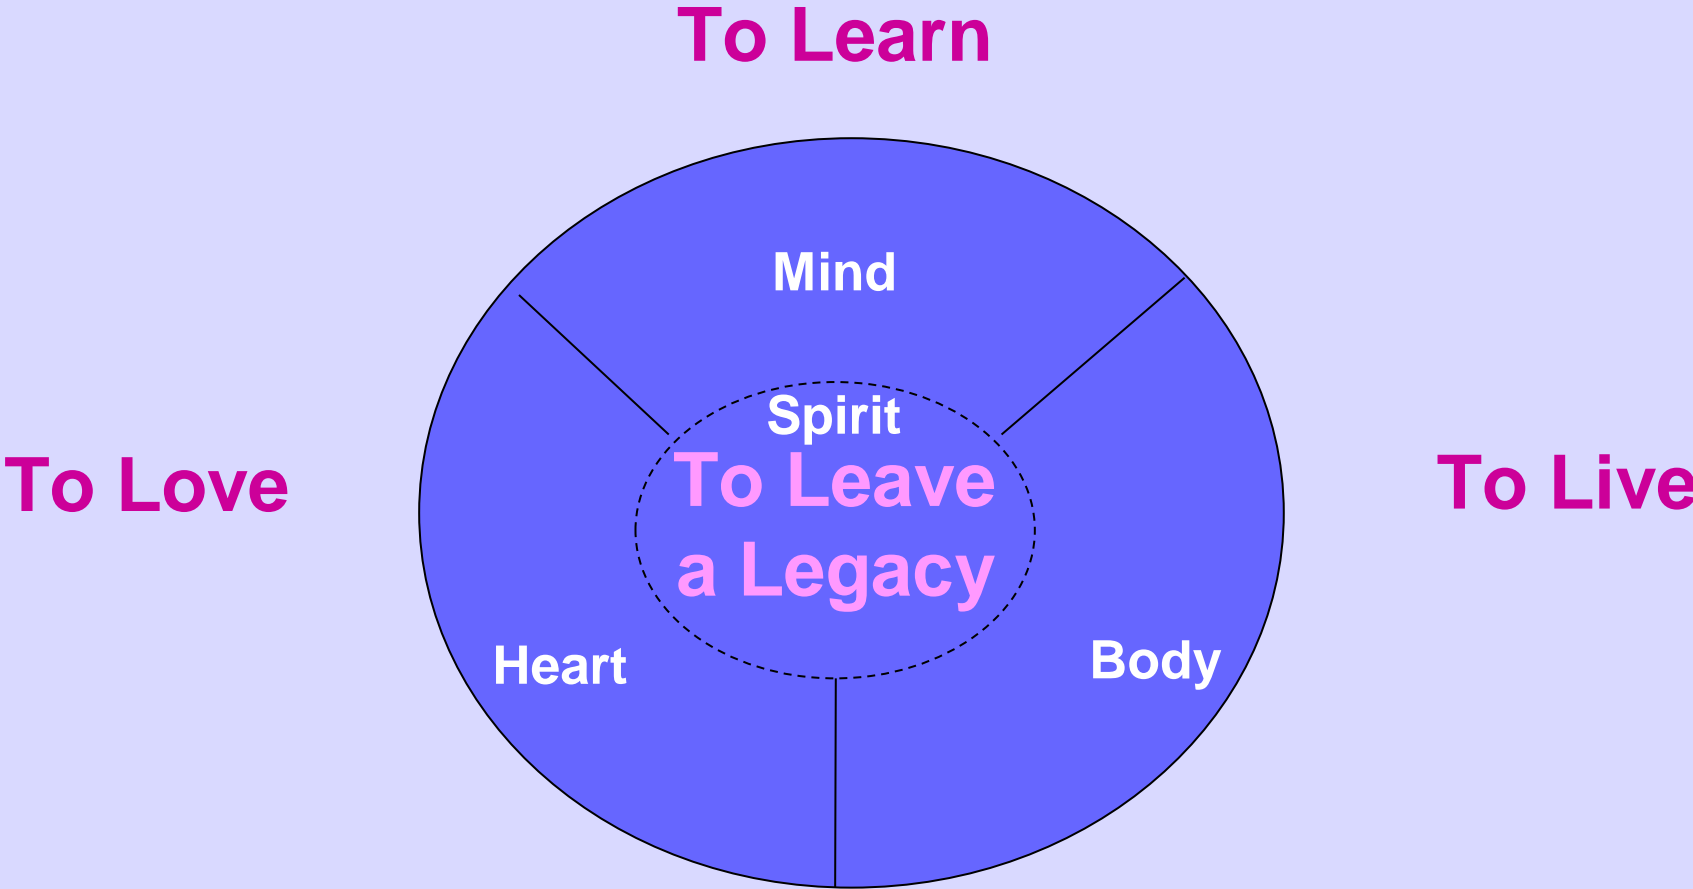 To Learn
Mind
Spirit
To Leave
a Legacy
To Love
To Live
Heart
Body